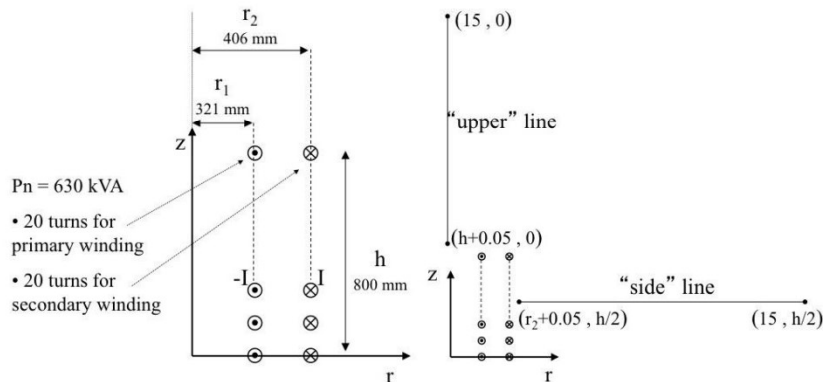 r2
406 mm
r1
321 mm
z
Pn = 630 kVA
• 20 turns for
primary winding
• 20 turns for
secondary winding
-I
I
h
800 mm
r
(15 , 0)
“upper” line
(h+0.05 , 0)
z
“side” line
(r2+0.05 , h/2)
(15 , h/2)
r